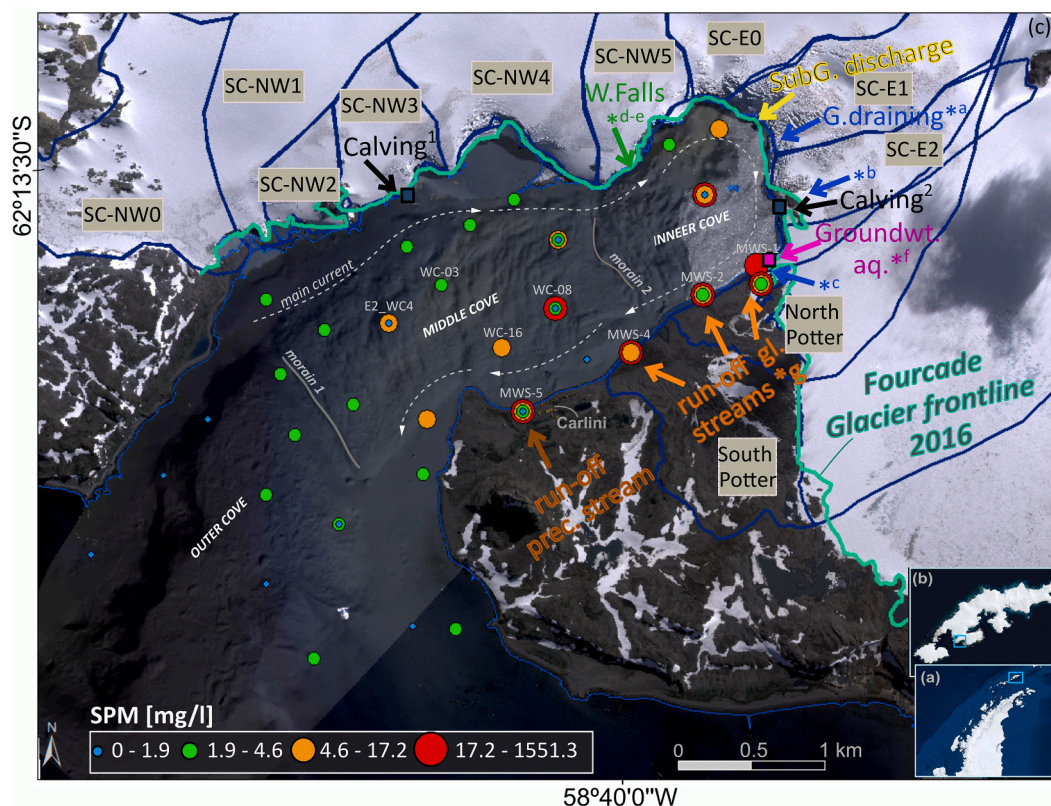 (c)
SC-E0
SC-NW5
SC-NW4
SC-NW1
SC-NW3
SubG. discharge
SC-E1
W.Falls
*d-e
G.draining*a
Calving1
SC-E2
62°13'30"S
SC-NW2
*b
Calving2
SC-NW0
INNEER COVE
Groundwt.
aq.*f
MWS-1
main current
morain 2
*c
WC-03
MWS-2
MIDDLE COVE
WC-08
E2_WC4
North
Potter
WC-16
MWS-4
run-off gl.
streams *g
morain 1
Fourcade
Glacier frontline
2016
MWS-5
Carlini
South
Potter
run-off
prec. stream
OUTER COVE
(b)
(a)
N
SPM [mg/l]
0 - 1.9
1.9 - 4.6
4.6 - 17.2
17.2 - 1551.3
0 0.5 1 km
58º40'0"W